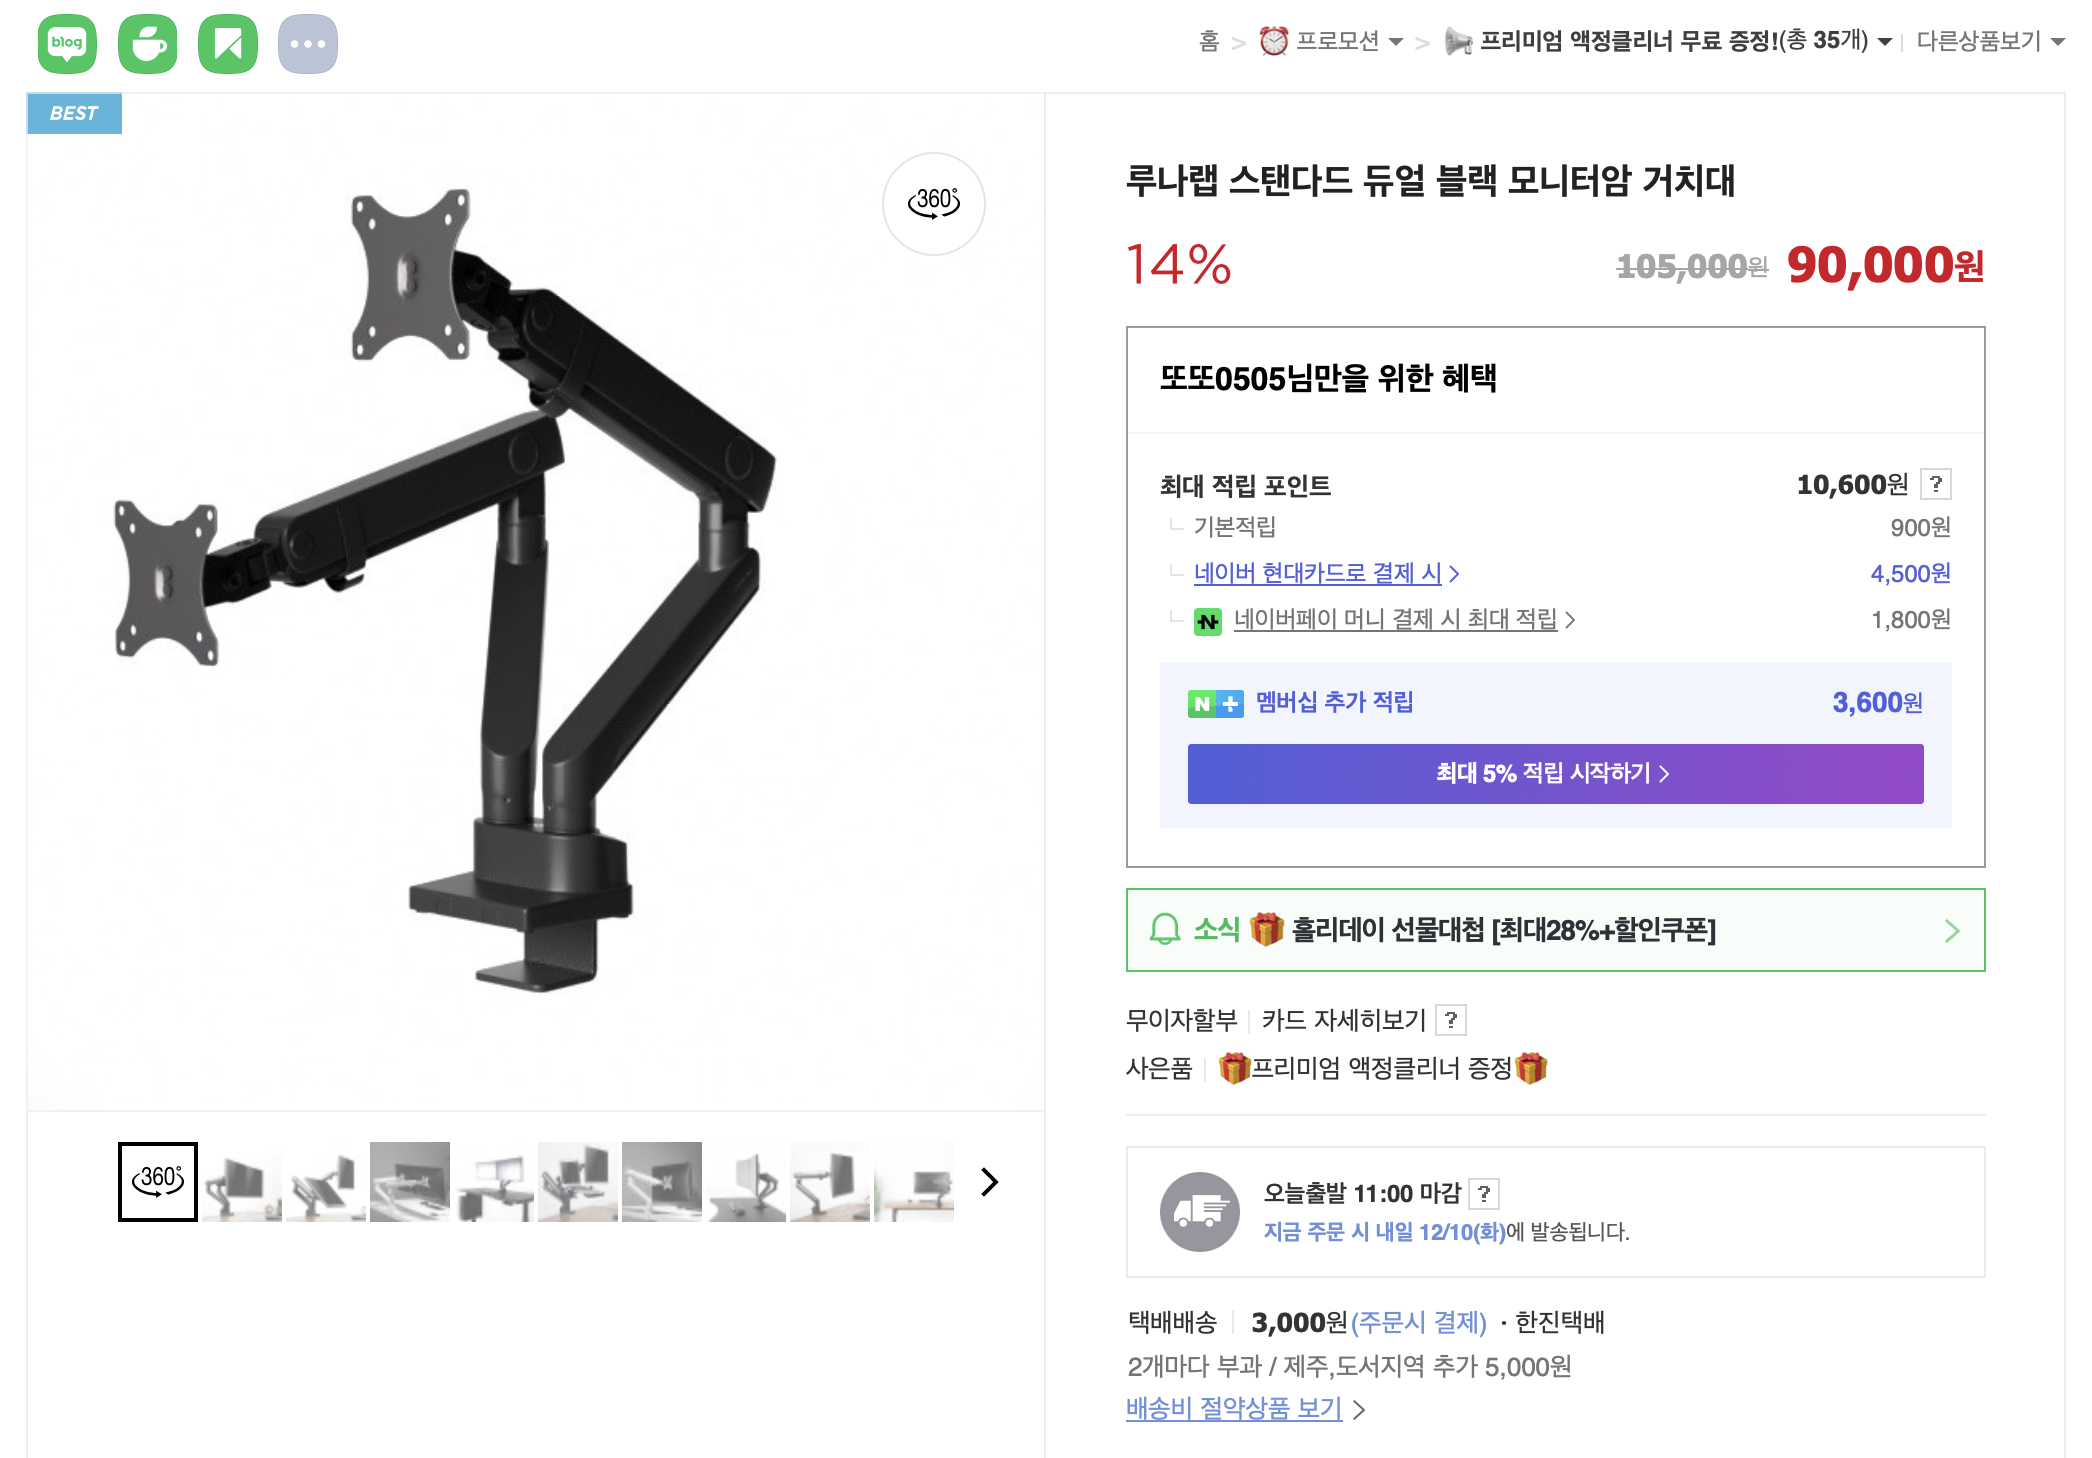 blog
홈 > 프로모션 > 프리미엄 액정클리너 무료 증정!(총 35개) 다른상품보기
BEST
360°
루나랩 스탠다드 듀얼 블랙 모니터암 거치대
14% 105,000원 90,000원
또또0505님만을 위한 혜택
최대 적립 포인트 10,600원 ?
기본적립 900원
네이버 현대카드로 결제 시 > 4,500원
N 네이버페이 머니 결제 시 최대 적립 > 1,800원
N+ 멤버십 추가 적립 3,600원
최대 5% 적립 시작하기 >
소식 홀리데이 선물대첩 [최대28%+할인쿠폰] >
무이자할부 카드 자세히보기 ?
사은품 프리미엄 액정클리너 증정
360°
오늘출발 11:00 마감 ?
지금 주문 시 내일 12/10(화)에 발송됩니다.
택배배송 3,000원(주문시 결제) · 한진택배
2개마다 부과 / 제주,도서지역 추가 5,000원
배송비 절약상품 보기 >